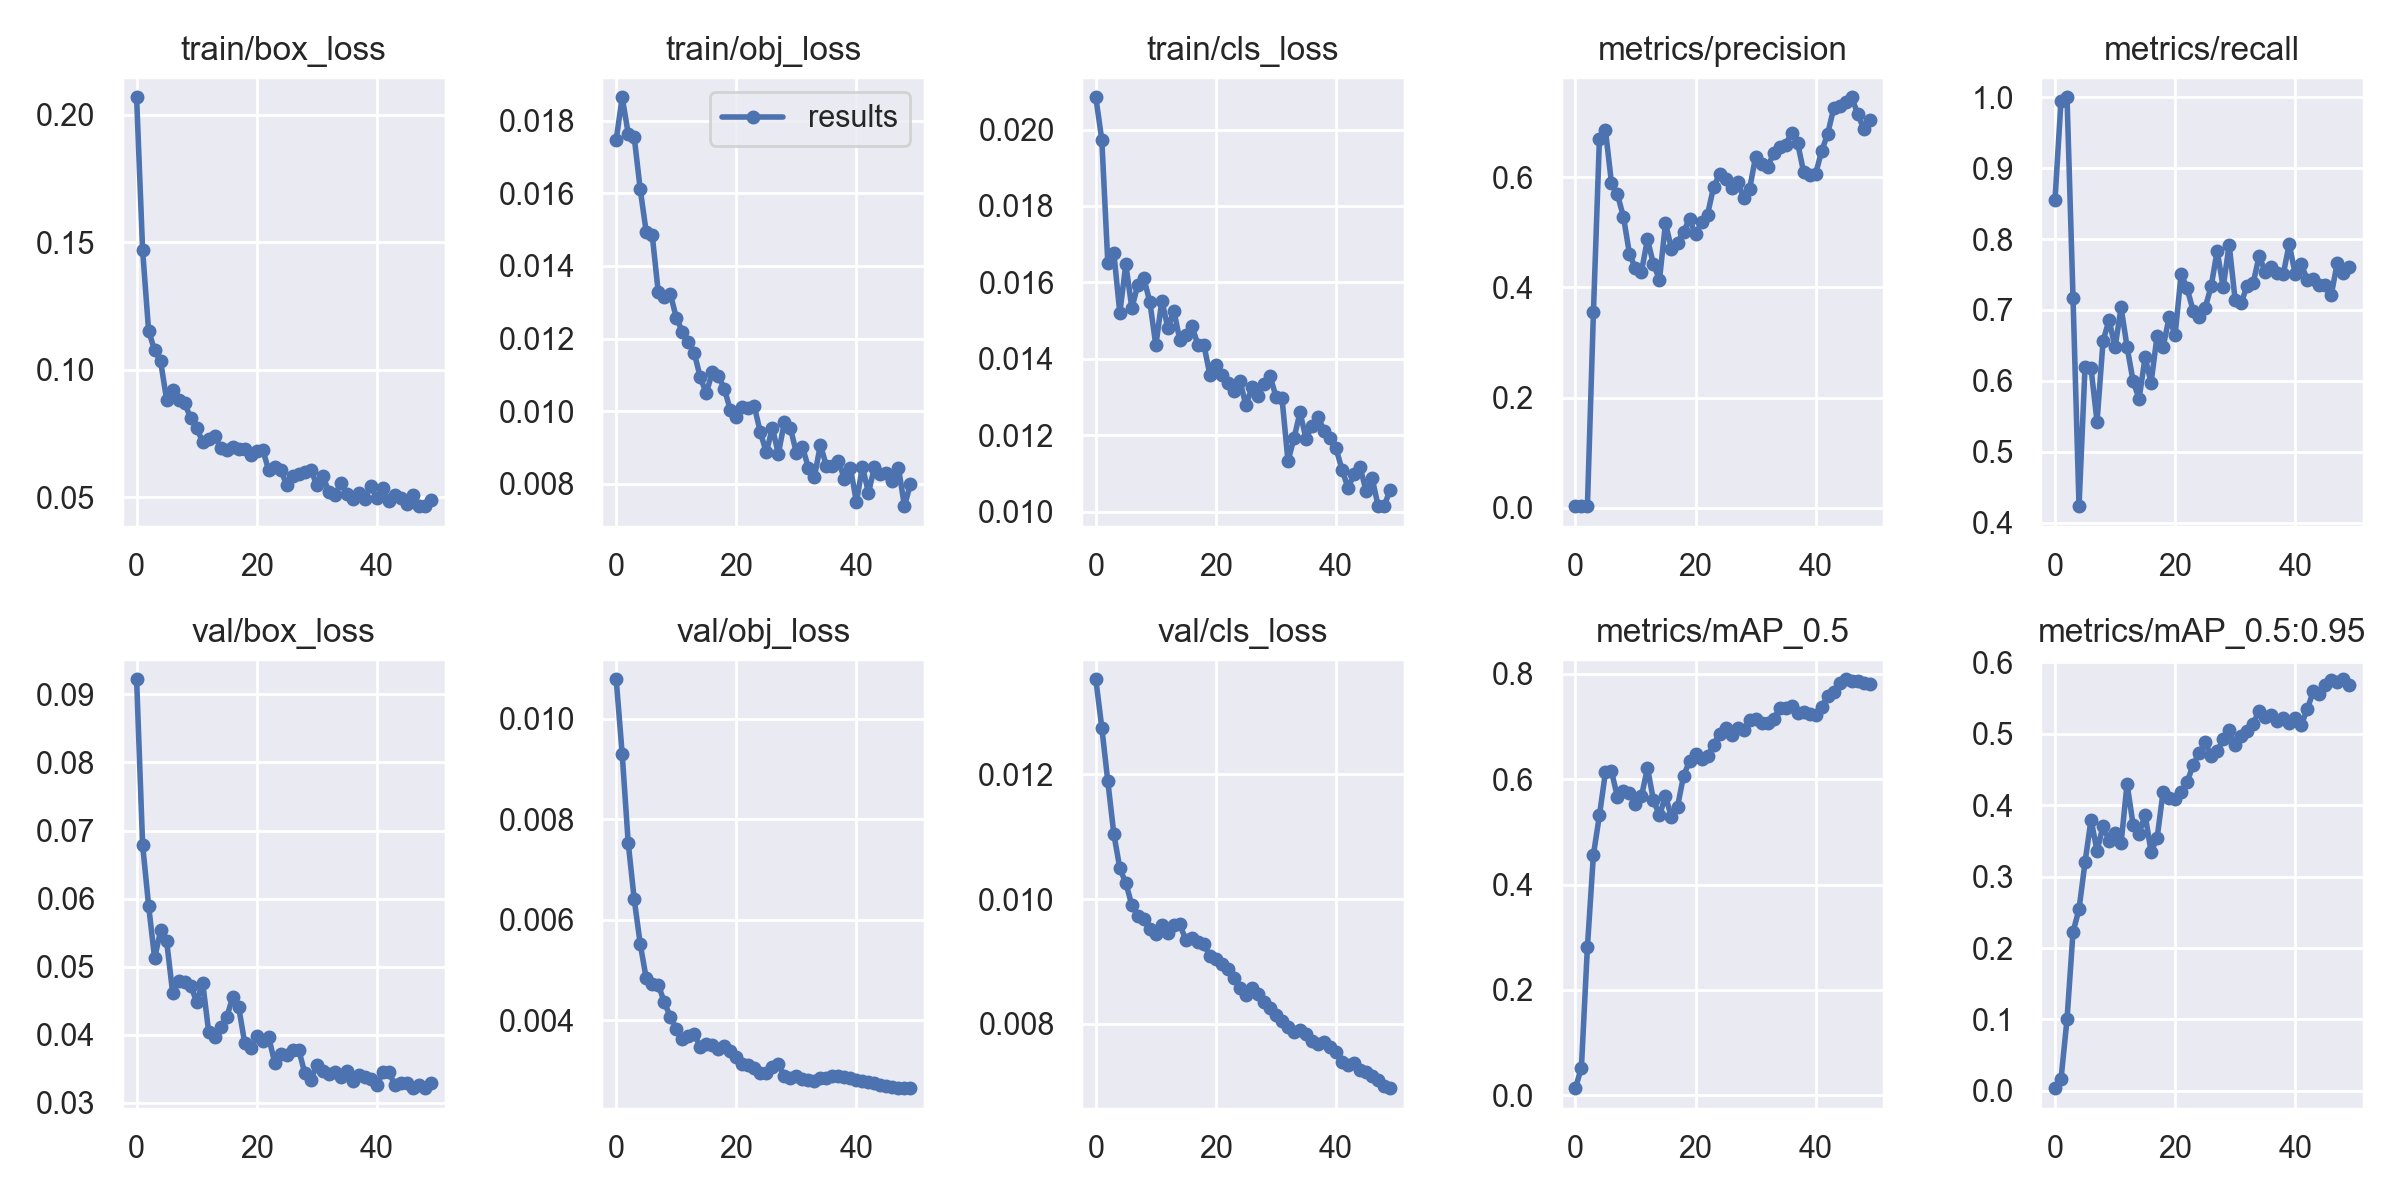 train/box_loss
0.20
0.15
0.10
0.05
0 20 40
train/obj_loss
results
0.018
0.016
0.014
0.012
0.010
0.008
0 20 40
train/cls_loss
0.020
0.018
0.016
0.014
0.012
0.010
0 20 40
metrics/precision
0.6
0.4
0.2
0.0
0 20 40
metrics/recall
1.0
0.9
0.8
0.7
0.6
0.5
0.4
0 20 40
val/box_loss
0.09
0.08
0.07
0.06
0.05
0.04
0.03
0 20 40
val/obj_loss
0.010
0.008
0.006
0.004
0 20 40
val/cls_loss
0.012
0.010
0.008
0 20 40
metrics/mAP_0.5
0.8
0.6
0.4
0.2
0.0
0 20 40
metrics/mAP_0.5:0.95
0.6
0.5
0.4
0.3
0.2
0.1
0.0
0 20 40